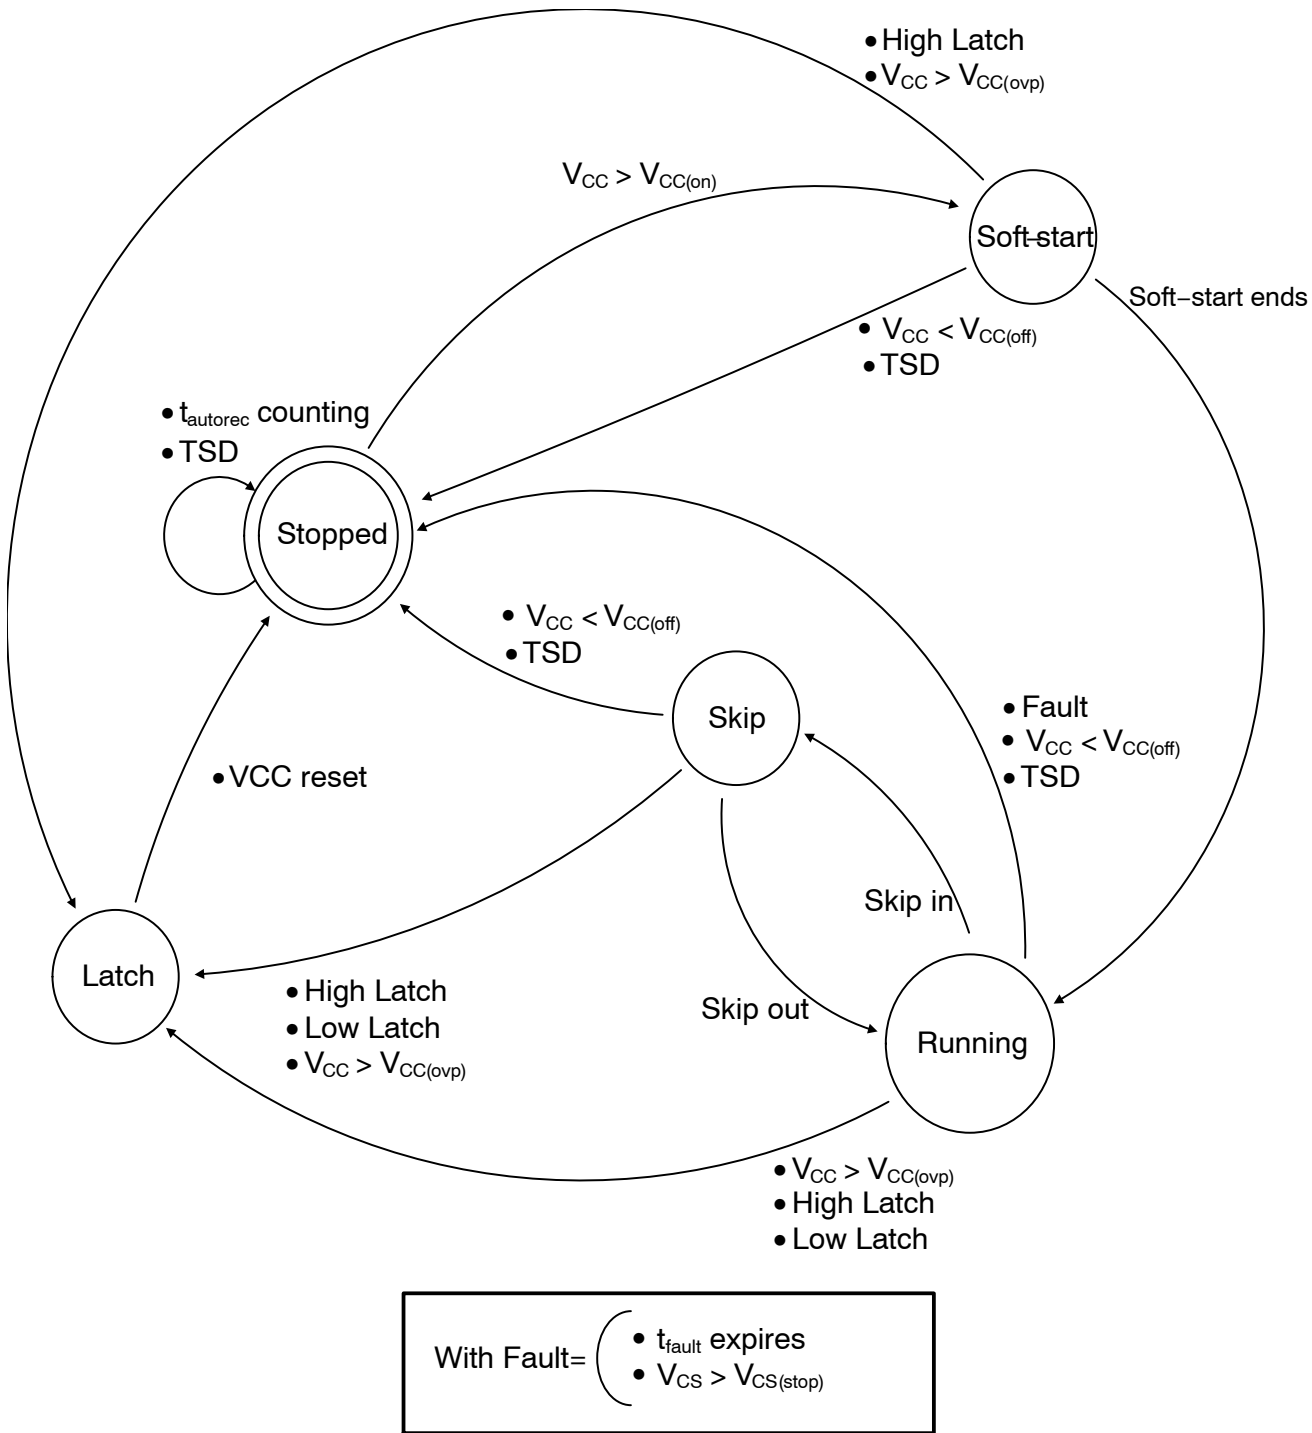 • High Latch
• VCC > VCC(ovp)
VCC > VCC(on)
Soft−start
Soft−start ends
• VCC < VCC(off)
• TSD
• tautorec counting
• TSD
Stopped
• VCC < VCC(off)
• TSD
Skip
• Fault
• VCC < VCC(off)
• TSD
• VCC reset
Skip in
Latch
• High Latch
• Low Latch
• VCC > VCC(ovp)
Skip out
Running
• VCC > VCC(ovp)
• High Latch
• Low Latch
With Fault=
• tfault expires
• VCS > VCS(stop)